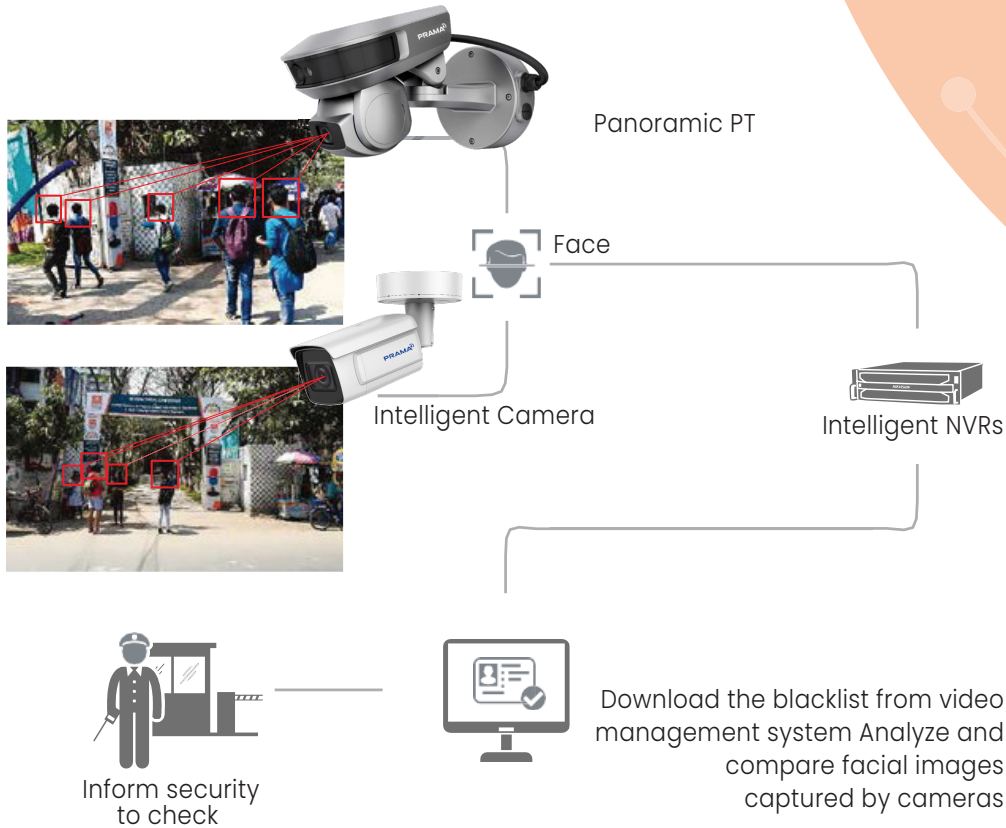 PRAMA
Panoramic PT
Face
PRAMA
Intelligent Camera
Intelligent NVRs
Download the blacklist from video
management system Analyze and
compare facial images
captured by cameras
Inform security
to check